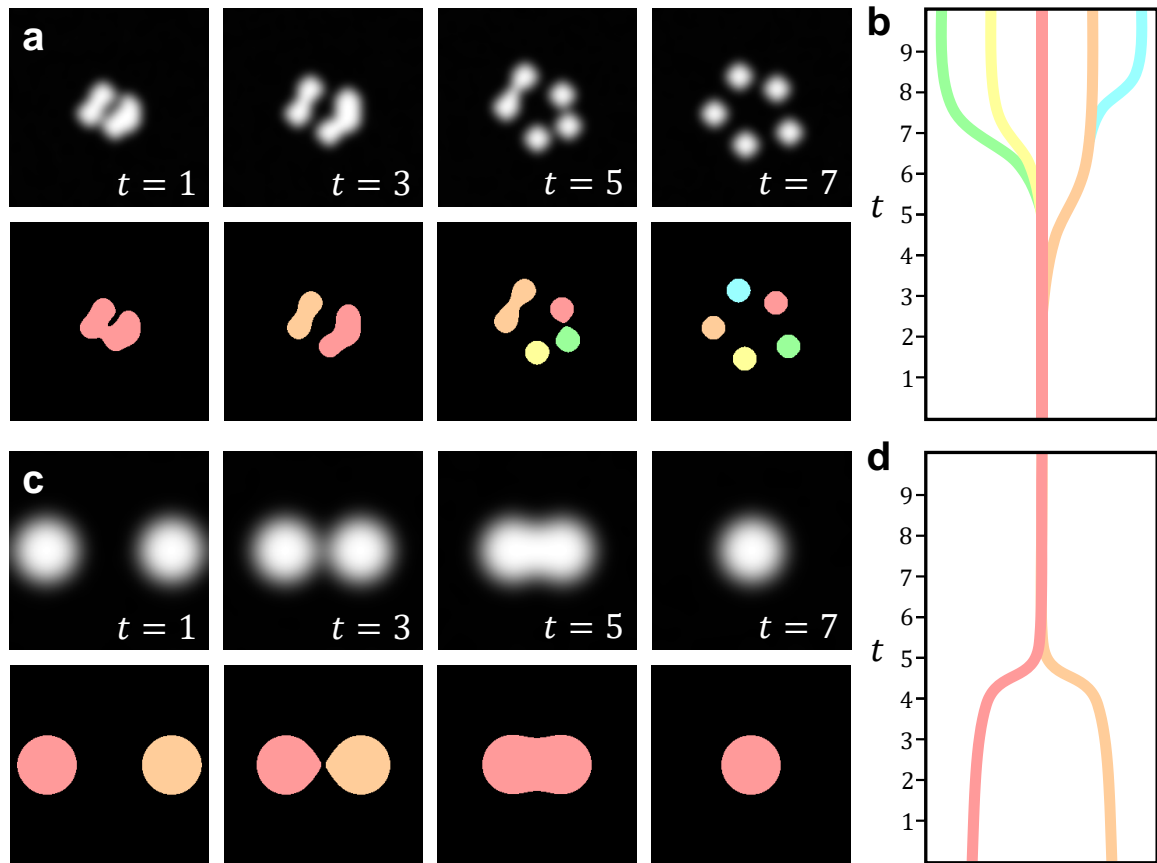 a
t = 1
t = 3
t = 5
t = 7
b
9
8
7
6
5
4
3
2
1
t
c
t = 1
t = 3
t = 5
t = 7
d
9
8
7
6
5
4
3
2
1
t